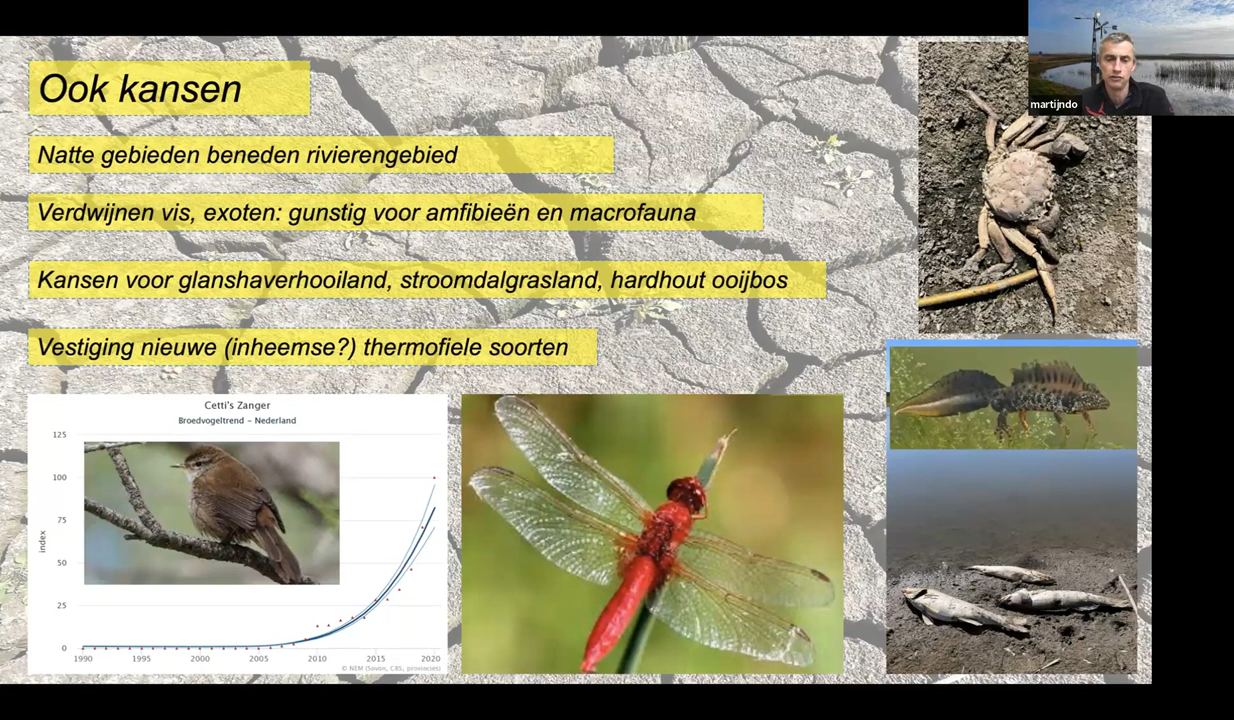 martijndo
Ook kansen
Natte gebieden beneden rivierengebied
Verdwijnen vis, exoten: gunstig voor amfibieën en macrofauna
Kansen voor glanshaverhooiland, stroomdalgrasland, hardhout ooijbos
Vestiging nieuwe (inheemse?) thermofiele soorten
Cetti's Zanger
Broedvogeltrend - Nederland
index
125
100
75
50
25
0
1990
1995
2000
2005
2010
2015
2020
© NEM (Sovon, CBS, provincies)